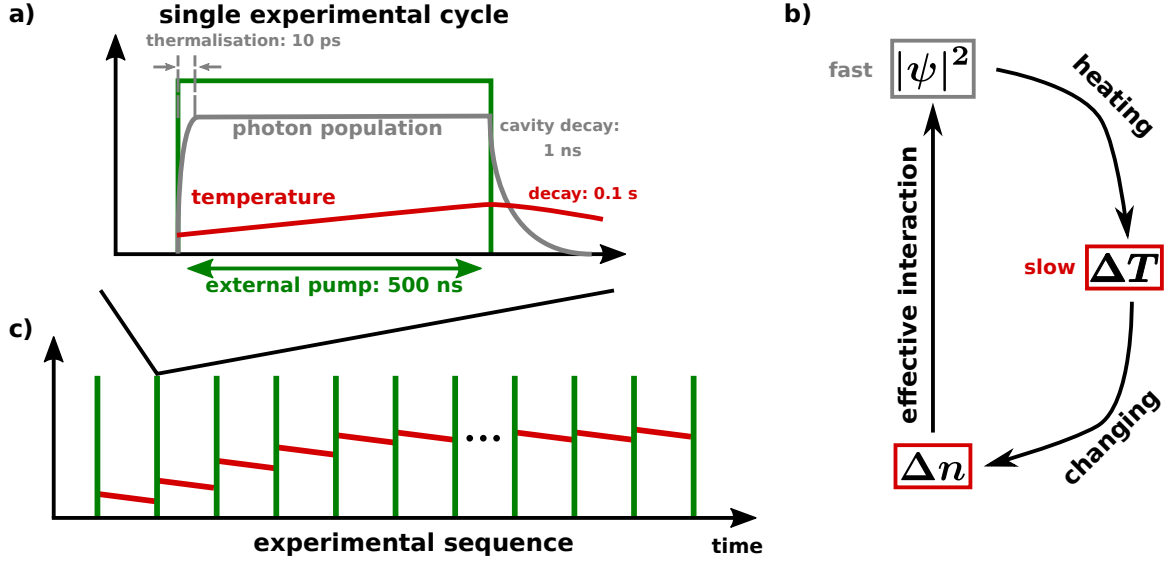 a)
single experimental cycle
thermalisation: 10 ps
photon population
cavity decay:
1 ns
temperature
decay: 0.1 s
external pump: 500 ns
b)
fast
|ψ|²
heating
slow
ΔT
effective interaction
changing
Δn
c)
...
experimental sequence
time